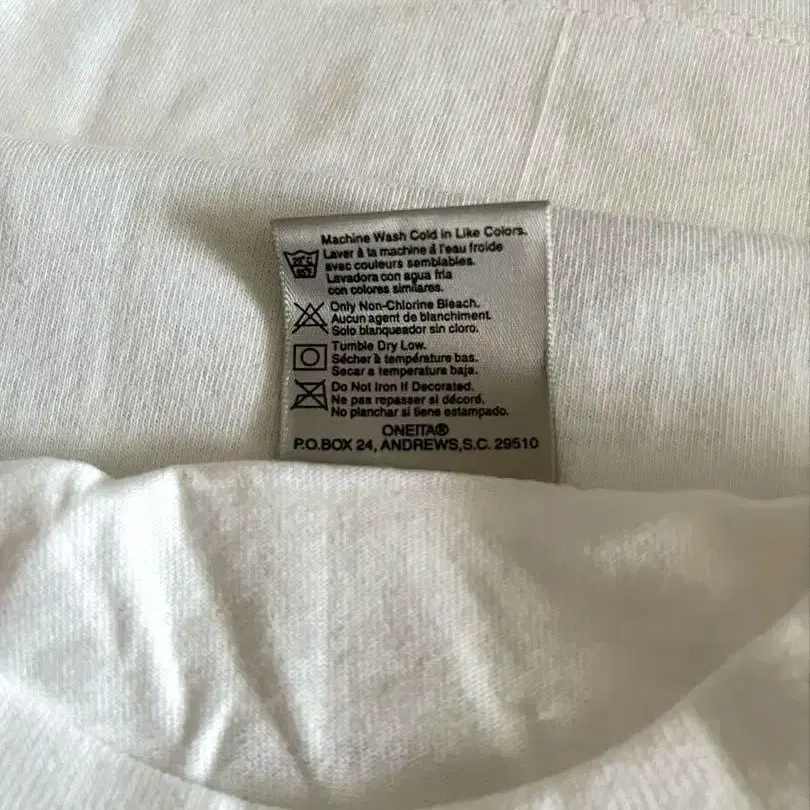 Machine Wash Cold in Like Colors.
Laver à la machine à l'eau froide
avec couleurs semblables.
Lavadora con agua fria
con colores similares.
Only Non-Chlorine Bleach.
Aucun agent de blanchiment.
Solo blanqueador sin cloro.
Tumble Dry Low.
Sécher à température bas.
Secar a temperatura baja.
Do Not Iron If Decorated.
Ne pas repasser si décoré.
No planchar si tiene estampado.
ONEITA®
P.O.BOX 24, ANDREWS,S.C. 29510